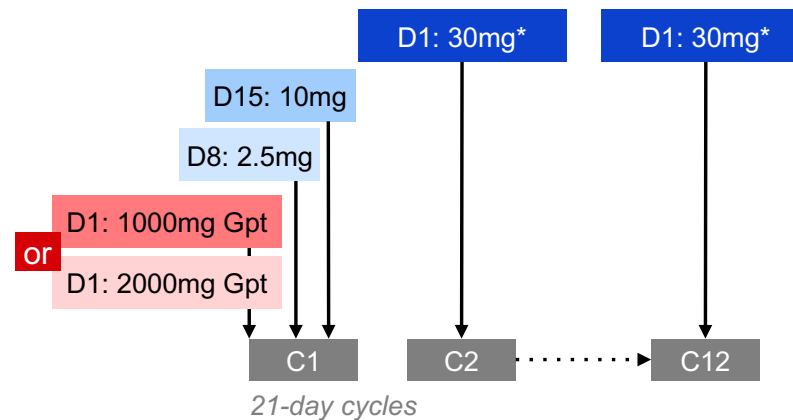 D1: 30mg*
D1: 30mg*
D15: 10mg
D8: 2.5mg
D1: 1000mg Gpt
or
D1: 2000mg Gpt
C1
C2
C12
21-day cycles